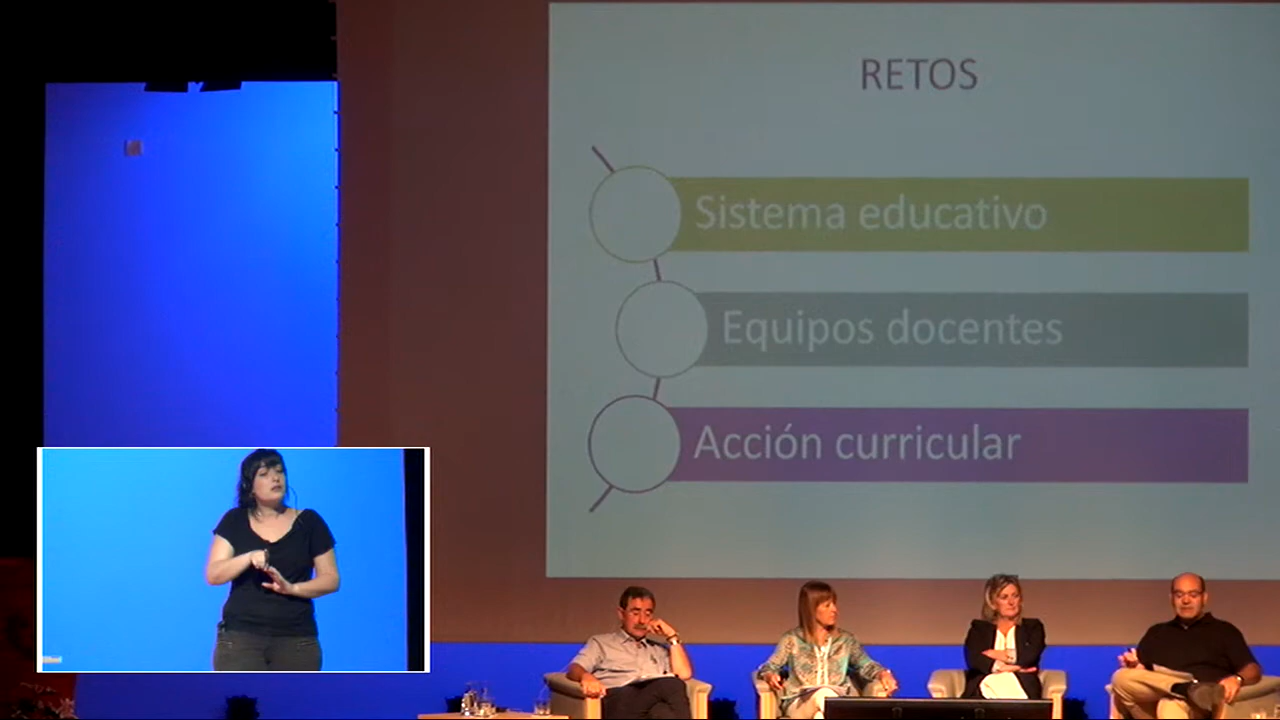 RETOS
Sistema educativo
Equipos docentes
Acción curricular